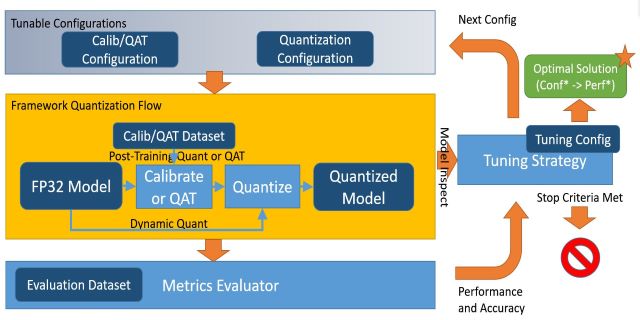 Tunable Configurations
Calib/QAT
Configuration
Quantization
Configuration
Next Config
Optimal Solution
(Conf* -> Perf*)
Framework Quantization Flow
Calib/QAT Dataset
Post-Training Quant or QAT
FP32 Model
Calibrate
or QAT
Quantize
Quantized
Model
Dynamic Quant
Model Inspect
Tuning Config
Tuning Strategy
Stop Criteria Met
Evaluation Dataset
Metrics Evaluator
Performance
and Accuracy